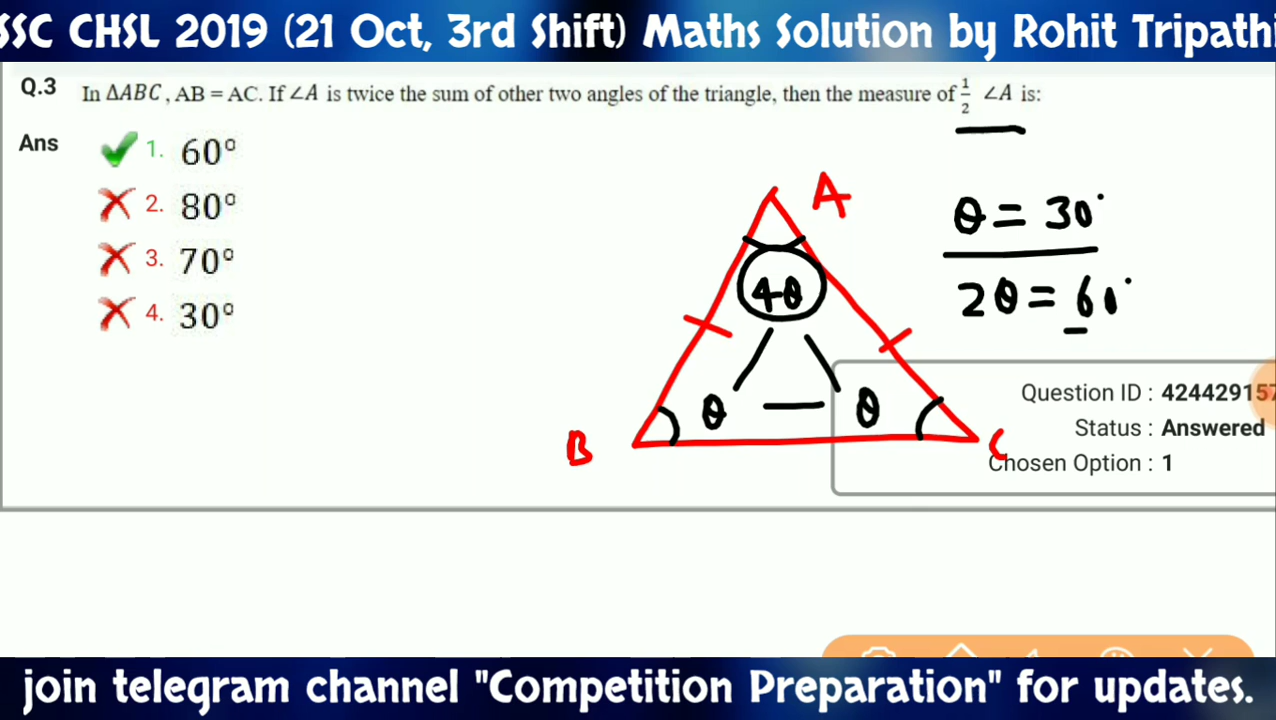 SSC CHSL 2019 (21 Oct, 3rd Shift) Maths Solution by Rohit Tripathi
Q.3 In ΔABC, AB = AC. If ∠A is twice the sum of other two angles of the triangle, then the measure of 1/2 ∠A is:
Ans 1. 60°
2. 80°
3. 70°
4. 30°
A
4θ
θ θ
B C
θ = 30°
2θ = 60°
Question ID : 424429157
Status : Answered
Chosen Option : 1
join telegram channel "Competition Preparation" for updates.